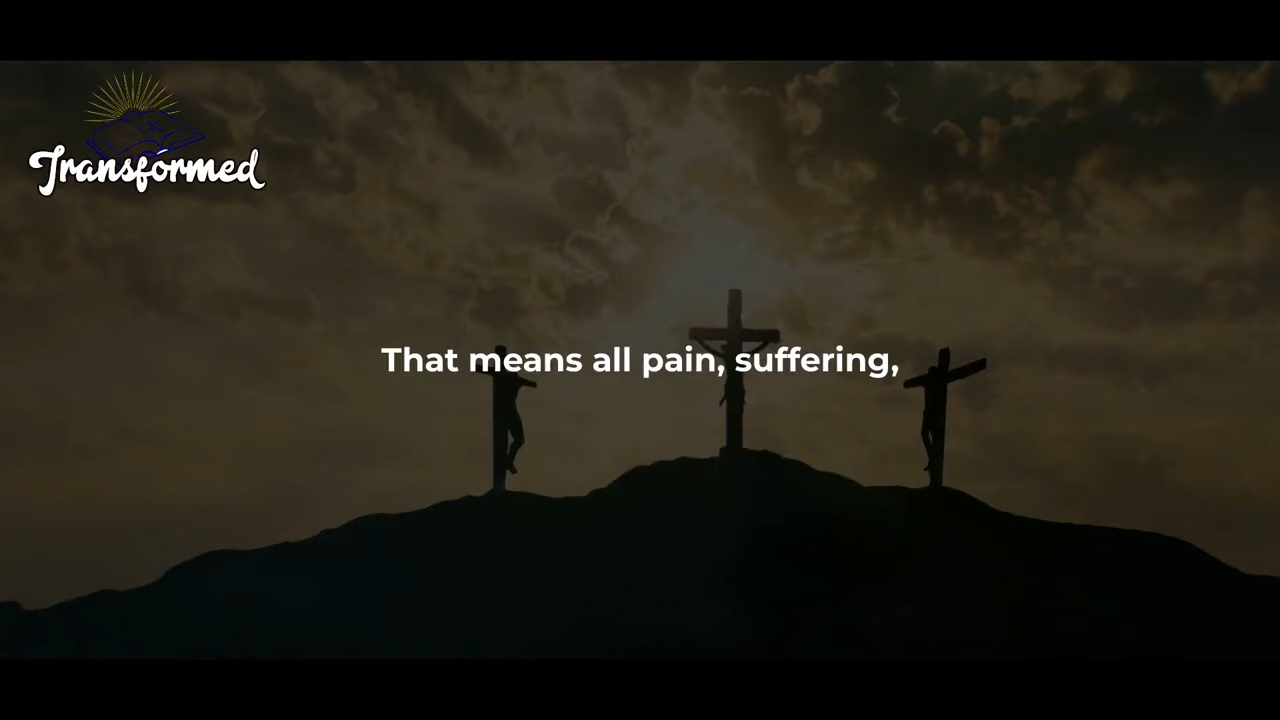 Transformed
That means all pain, suffering,